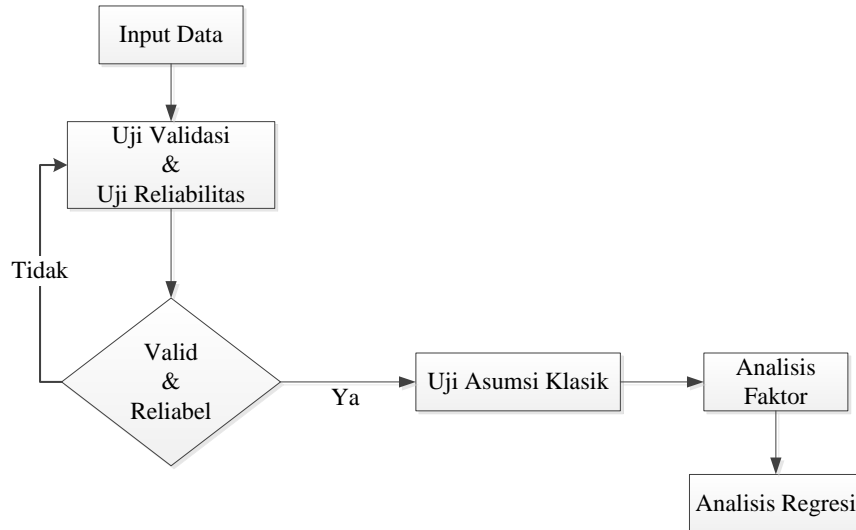 Input Data
Uji Validasi
&
Uji Reliabilitas
Tidak
Valid
&
Reliabel
Ya
Uji Asumsi Klasik
Analisis
Faktor
Analisis Regresi